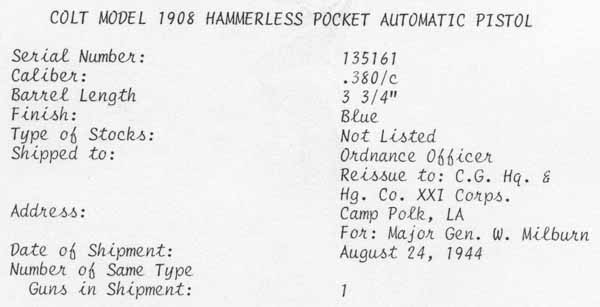 COLT MODEL 1908 HAMMERLESS POCKET AUTOMATIC PISTOL
Serial Number: 135161
Caliber: .380/c
Barrel Length 3 3/4"
Finish: Blue
Type of Stocks: Not Listed
Shipped to: Ordnance Officer
Reissue to: C.G. Hq. &
Hg. Co. XXI Corps.
Address: Camp Polk, LA
For: Major Gen. W. Milburn
Date of Shipment: August 24, 1944
Number of Same Type
Guns in Shipment: 1